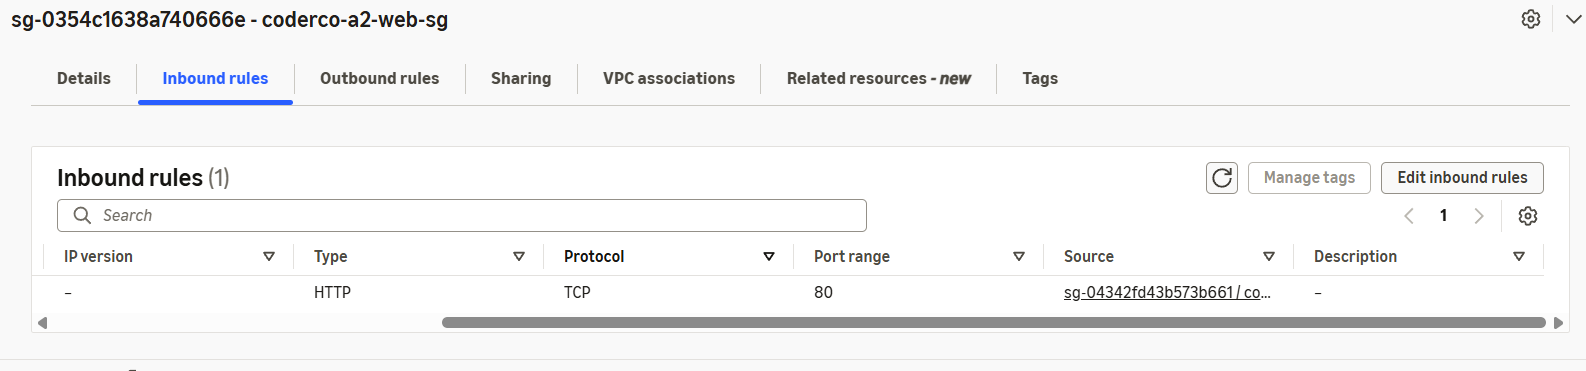 sg-0354c1638a740666e - coderco-a2-web-sg
Details Inbound rules Outbound rules Sharing VPC associations Related resources - new Tags
Inbound rules (1) Manage tags Edit inbound rules
Search 1
IP version Type Protocol Port range Source Description
– HTTP TCP 80 sg-04342fd43b573b661 / co... –